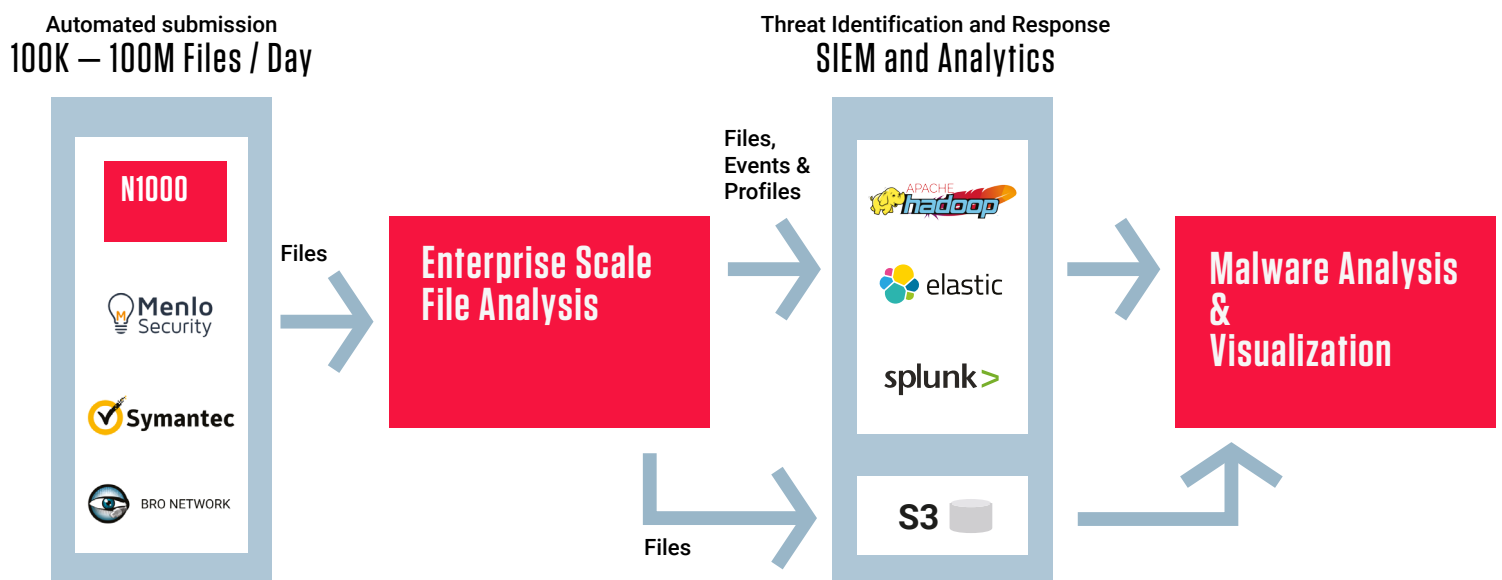 Automated submission
100K – 100M Files / Day
N1000
Menlo
Security
Symantec
BRO NETWORK
Files
Enterprise Scale
File Analysis
Files,
Events &
Profiles
Files
Threat Identification and Response
SIEM and Analytics
APACHE
hadoop
elastic
splunk>
S3
Malware Analysis
&
Visualization